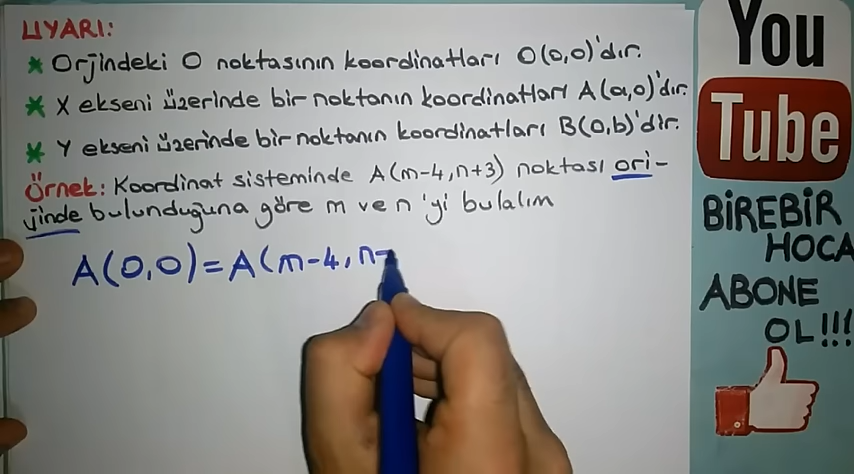 UYARI:
* Orjindeki O noktasının koordinatları O(0,0)'dır.
* X ekseni üzerinde bir noktanın koordinatları A(a,0)'dır.
* Y ekseni üzerinde bir noktanın koordinatları B(0,b)'dir.
Örnek: Koordinat sisteminde A(m-4,n+3) noktası ori-
jinde bulunduğuna göre m ve n'yi bulalım
A(0,0)=A(m-4,n-
You
Tube
BİREBİR
HOCA
ABONE
OL!!!